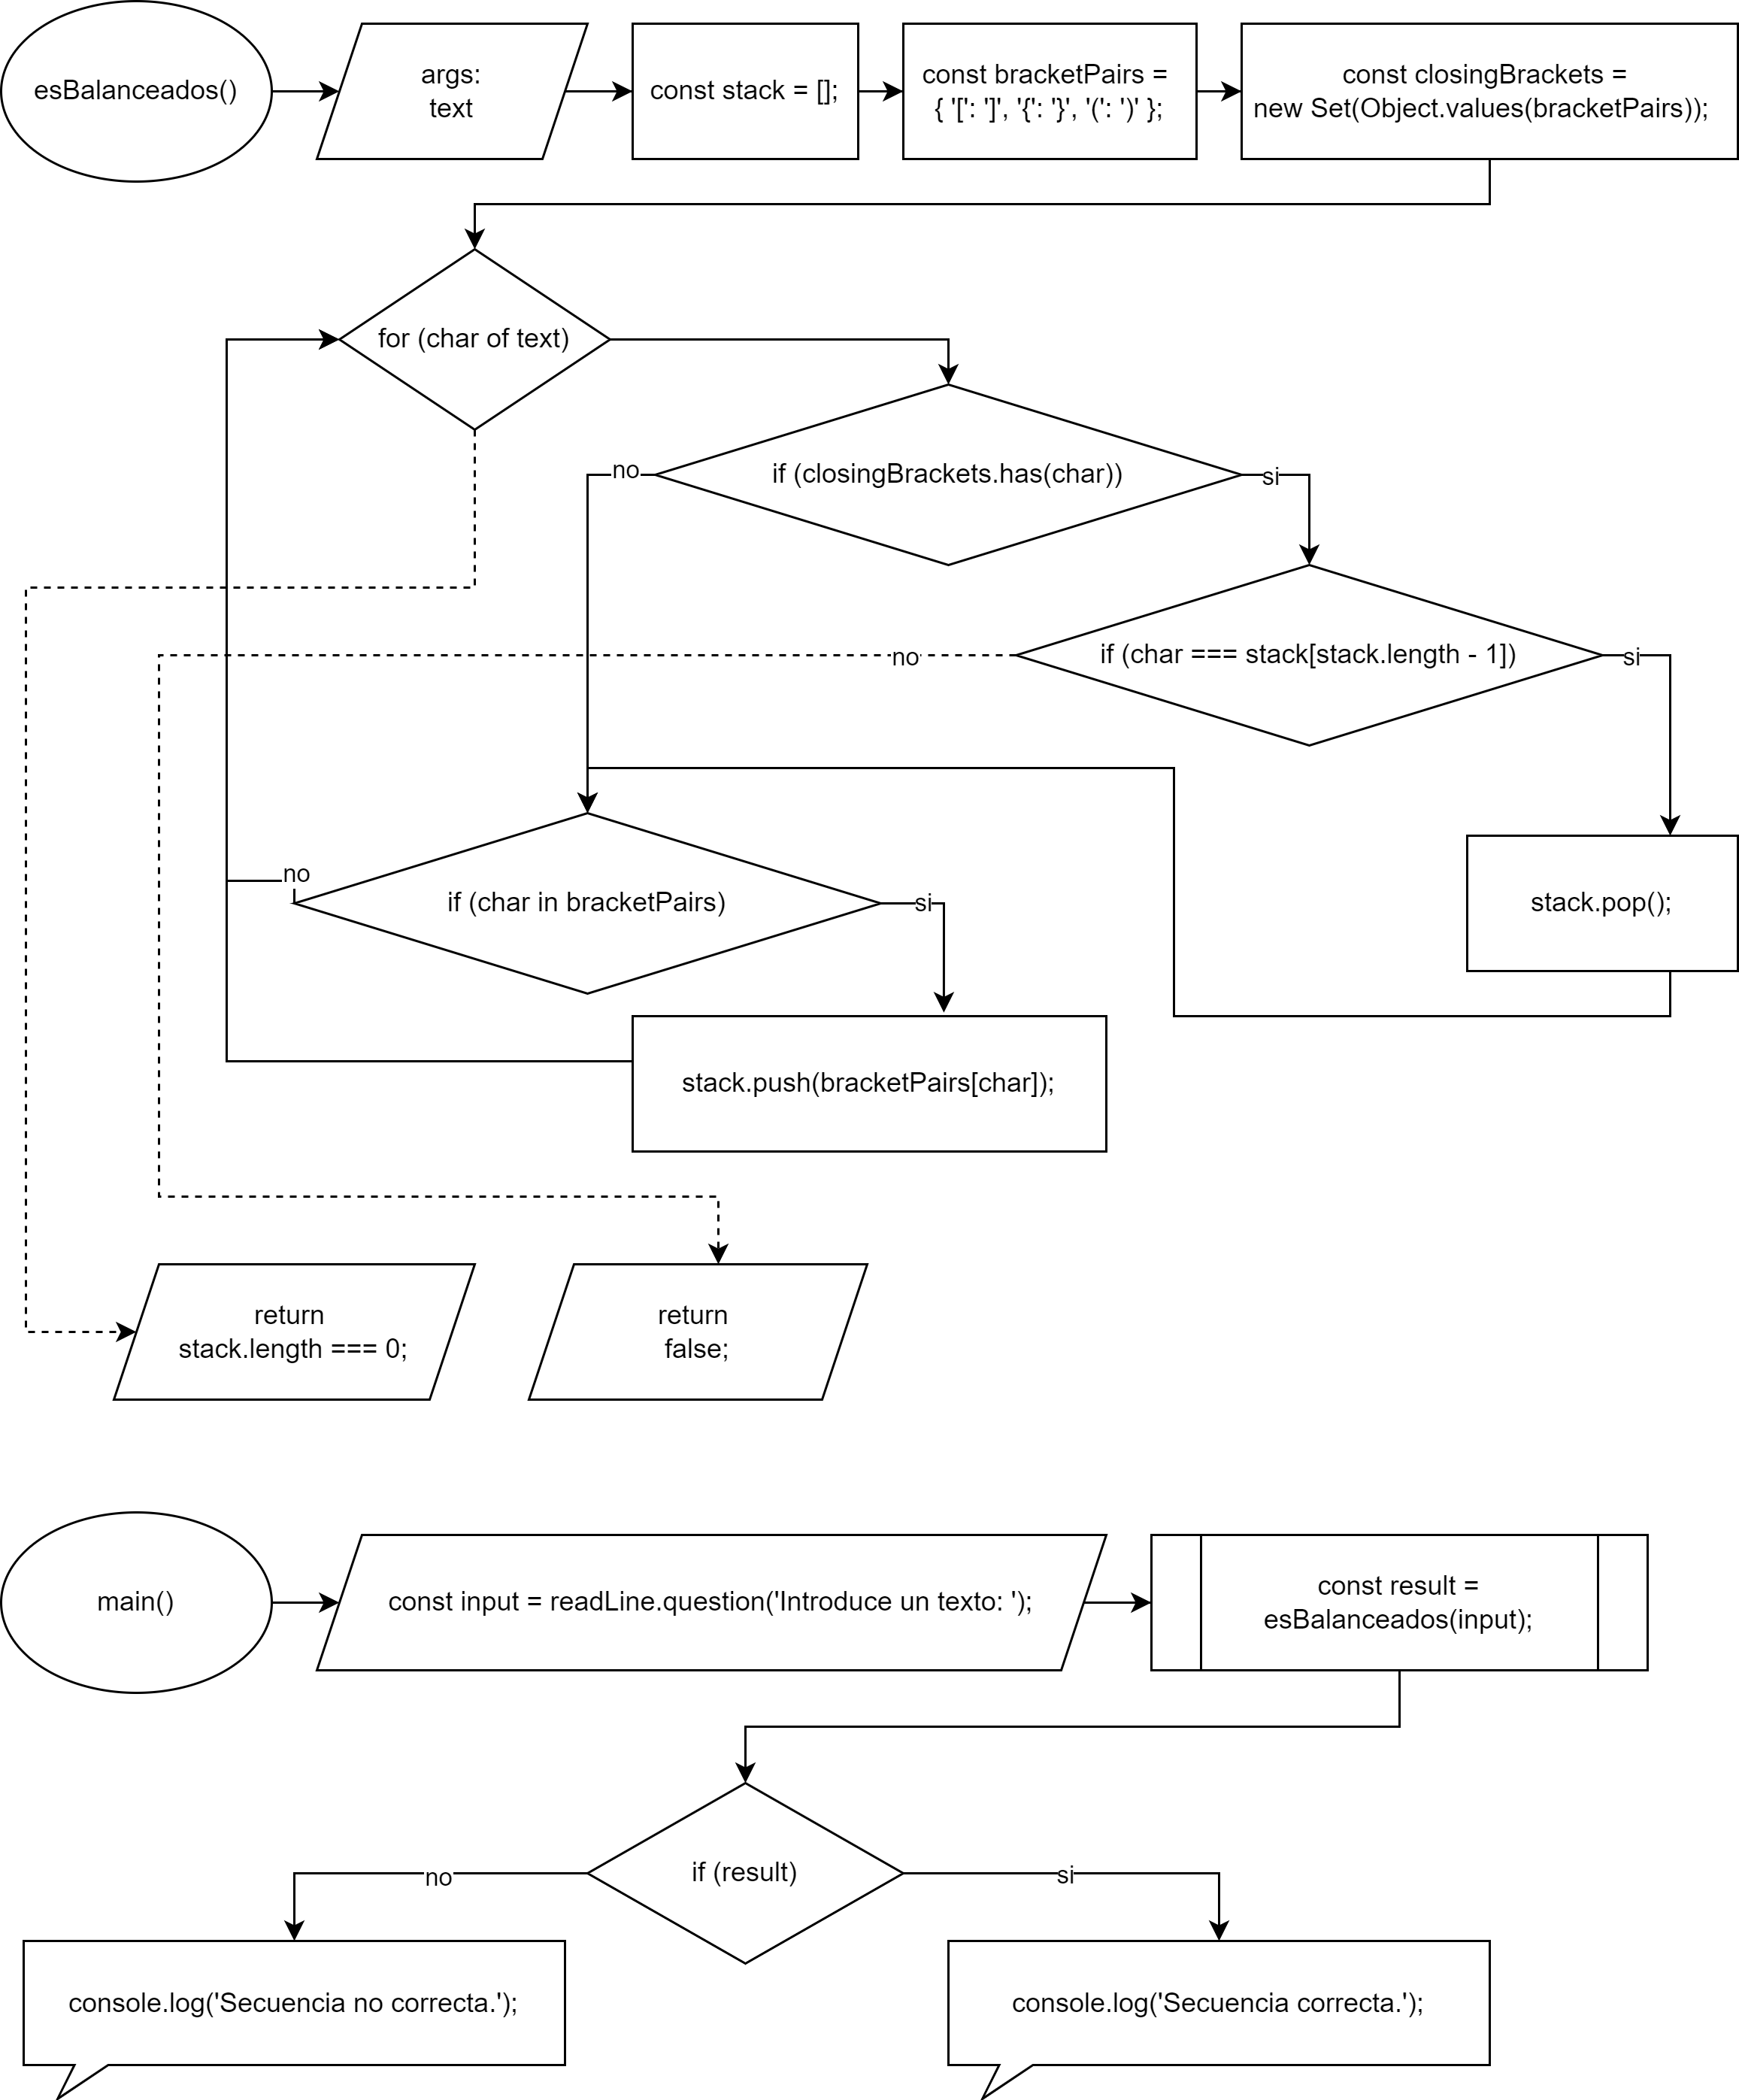 esBalanceados()
args:
text
const stack = [];
const bracketPairs =
{ '[': ']', '{': '}', '(': ')' };
const closingBrackets =
new Set(Object.values(bracketPairs));
for (char of text)
no
if (closingBrackets.has(char))
si
no
if (char === stack[stack.length - 1])
si
no
if (char in bracketPairs)
si
stack.pop();
stack.push(bracketPairs[char]);
return
stack.length === 0;
return
false;
main()
const input = readLine.question('Introduce un texto: ');
const result =
esBalanceados(input);
no
if (result)
si
console.log('Secuencia no correcta.');
console.log('Secuencia correcta.');